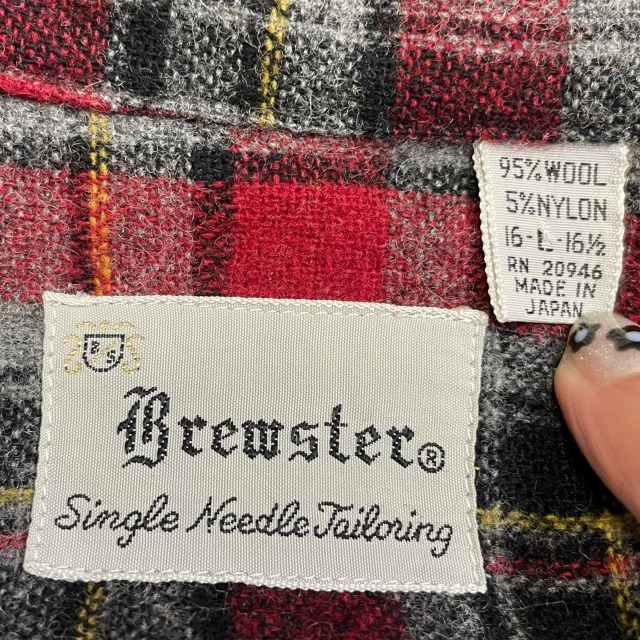 95% WOOL
5% NYLON
16-L-16½
RN 20946
MADE IN
JAPAN
B S
Brewster®
Single Needle Tailoring